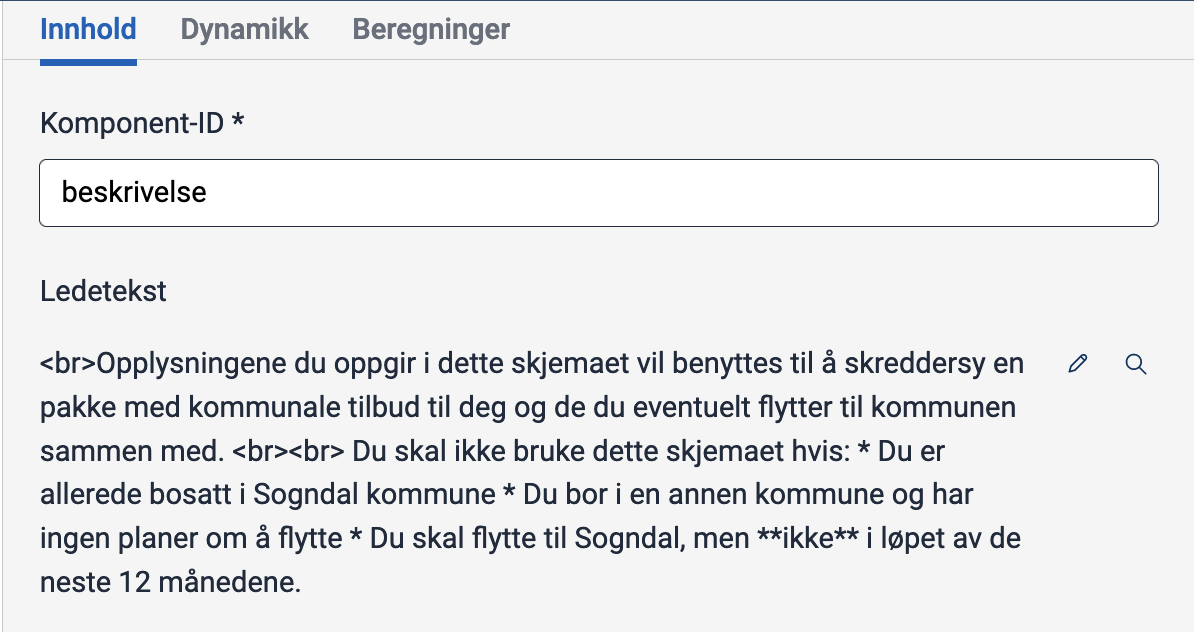 Innhold Dynamikk Beregninger
Komponent-ID *
beskrivelse
Ledetekst
<br>Opplysningene du oppgir i dette skjemaet vil benyttes til å skreddersy en
pakke med kommunale tilbud til deg og de du eventuelt flytter til kommunen
sammen med. <br><br> Du skal ikke bruke dette skjemaet hvis: * Du er
allerede bosatt i Sogndal kommune * Du bor i en annen kommune og har
ingen planer om å flytte * Du skal flytte til Sogndal, men **ikke** i løpet av de
neste 12 månedene.